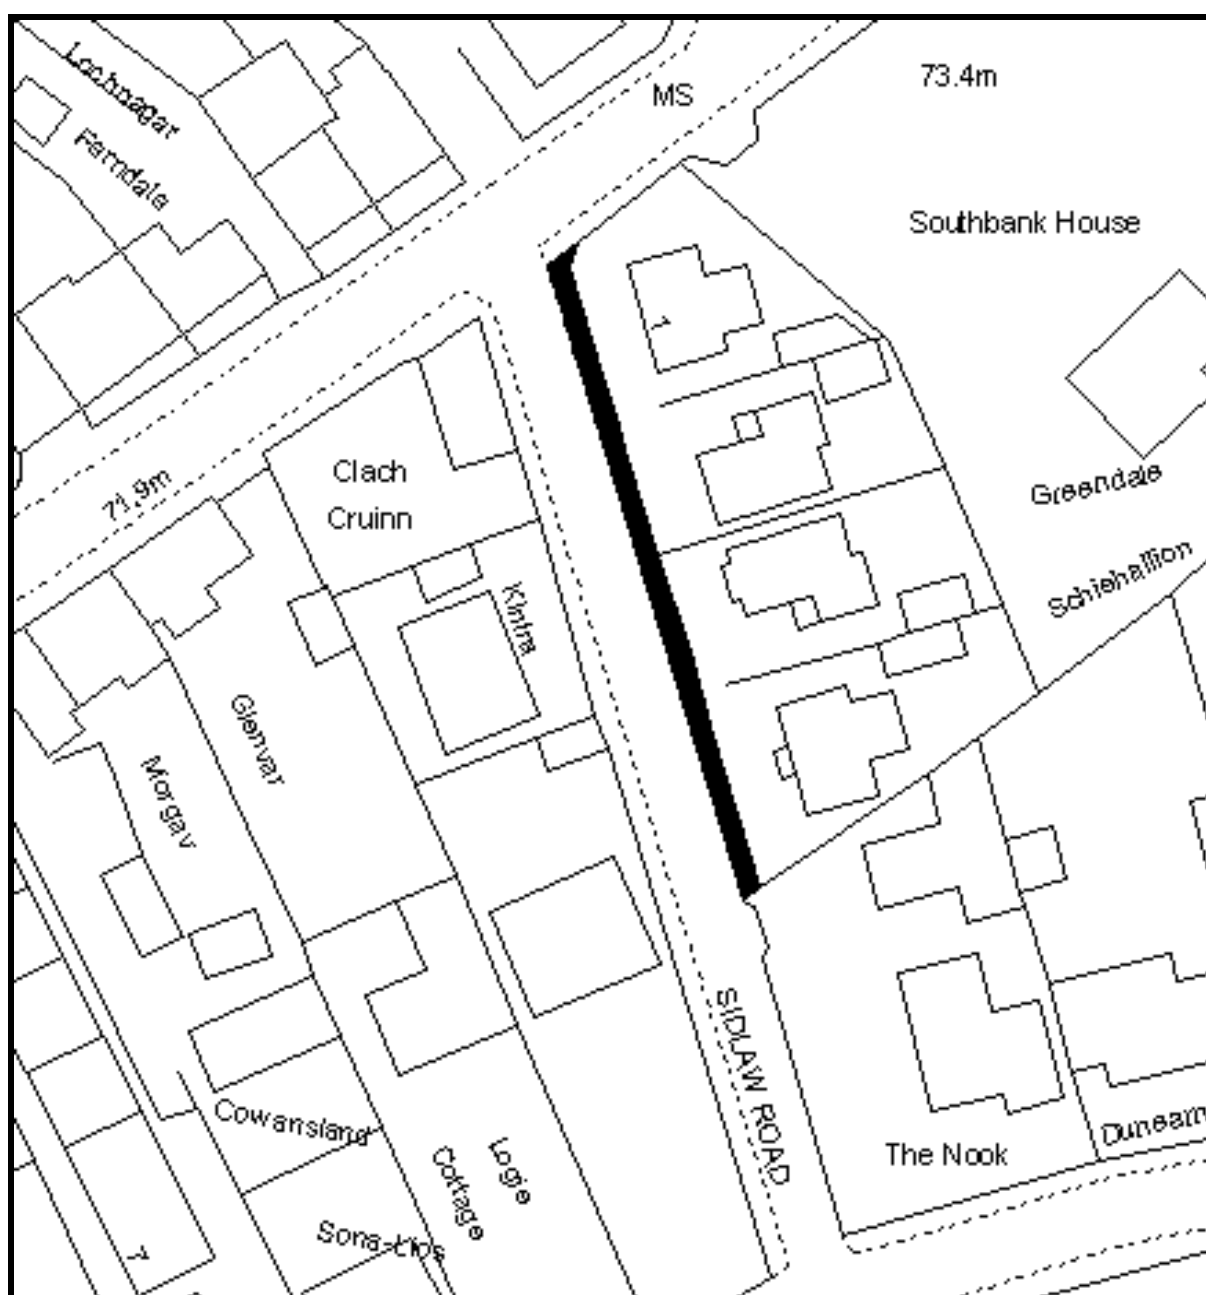 Lochnagar
Ferndale
MS
73.4m
Southbank House
1
71.9m
Clach
Cruinn
Greendale
Schiehallion
Kintra
Glenvar
Morgav
SIDLAW ROAD
Cowansland
Logie
Cottage
The Nook
Sona-Lios
7